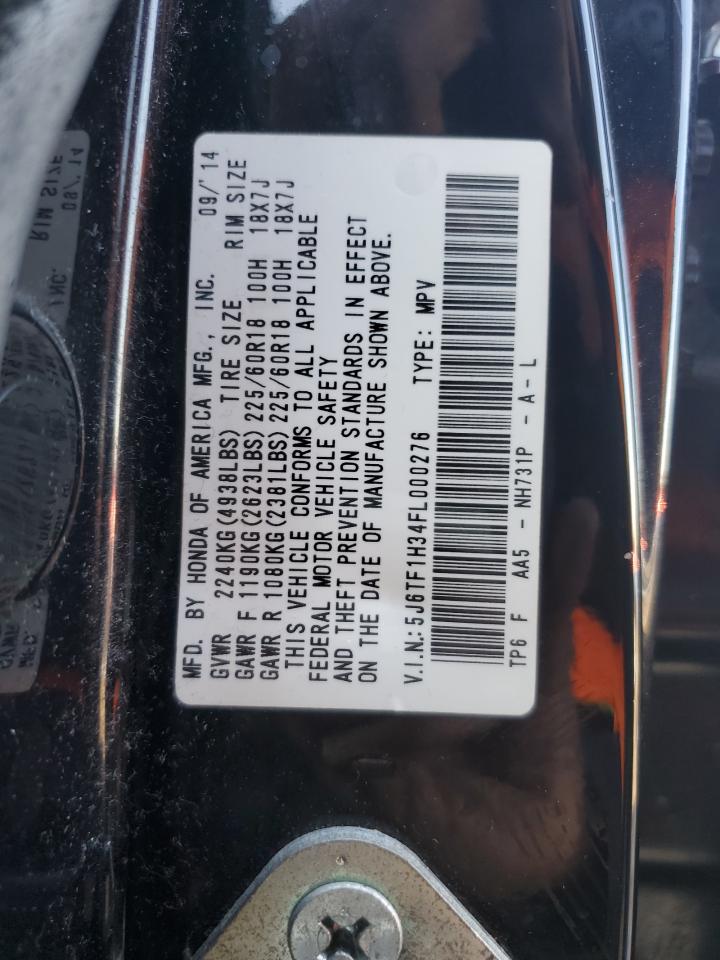 MFD. BY HONDA OF AMERICA MFG., INC. 09/'14
GVWR 2240KG(4938LBS) TIRE SIZE RIM SIZE
GAWR F 1190KG(2623LBS) 225/60R18 100H 18X7J
GAWR R 1080KG(2381LBS) 225/60R18 100H 18X7J
THIS VEHICLE CONFORMS TO ALL APPLICABLE
FEDERAL MOTOR VEHICLE SAFETY
AND THEFT PREVENTION STANDARDS IN EFFECT
ON THE DATE OF MANUFACTURE SHOWN ABOVE.
V.I.N.: 5J6TF1H34FL000276 TYPE: MPV
TP6 F AA5 - NH731P - A - L